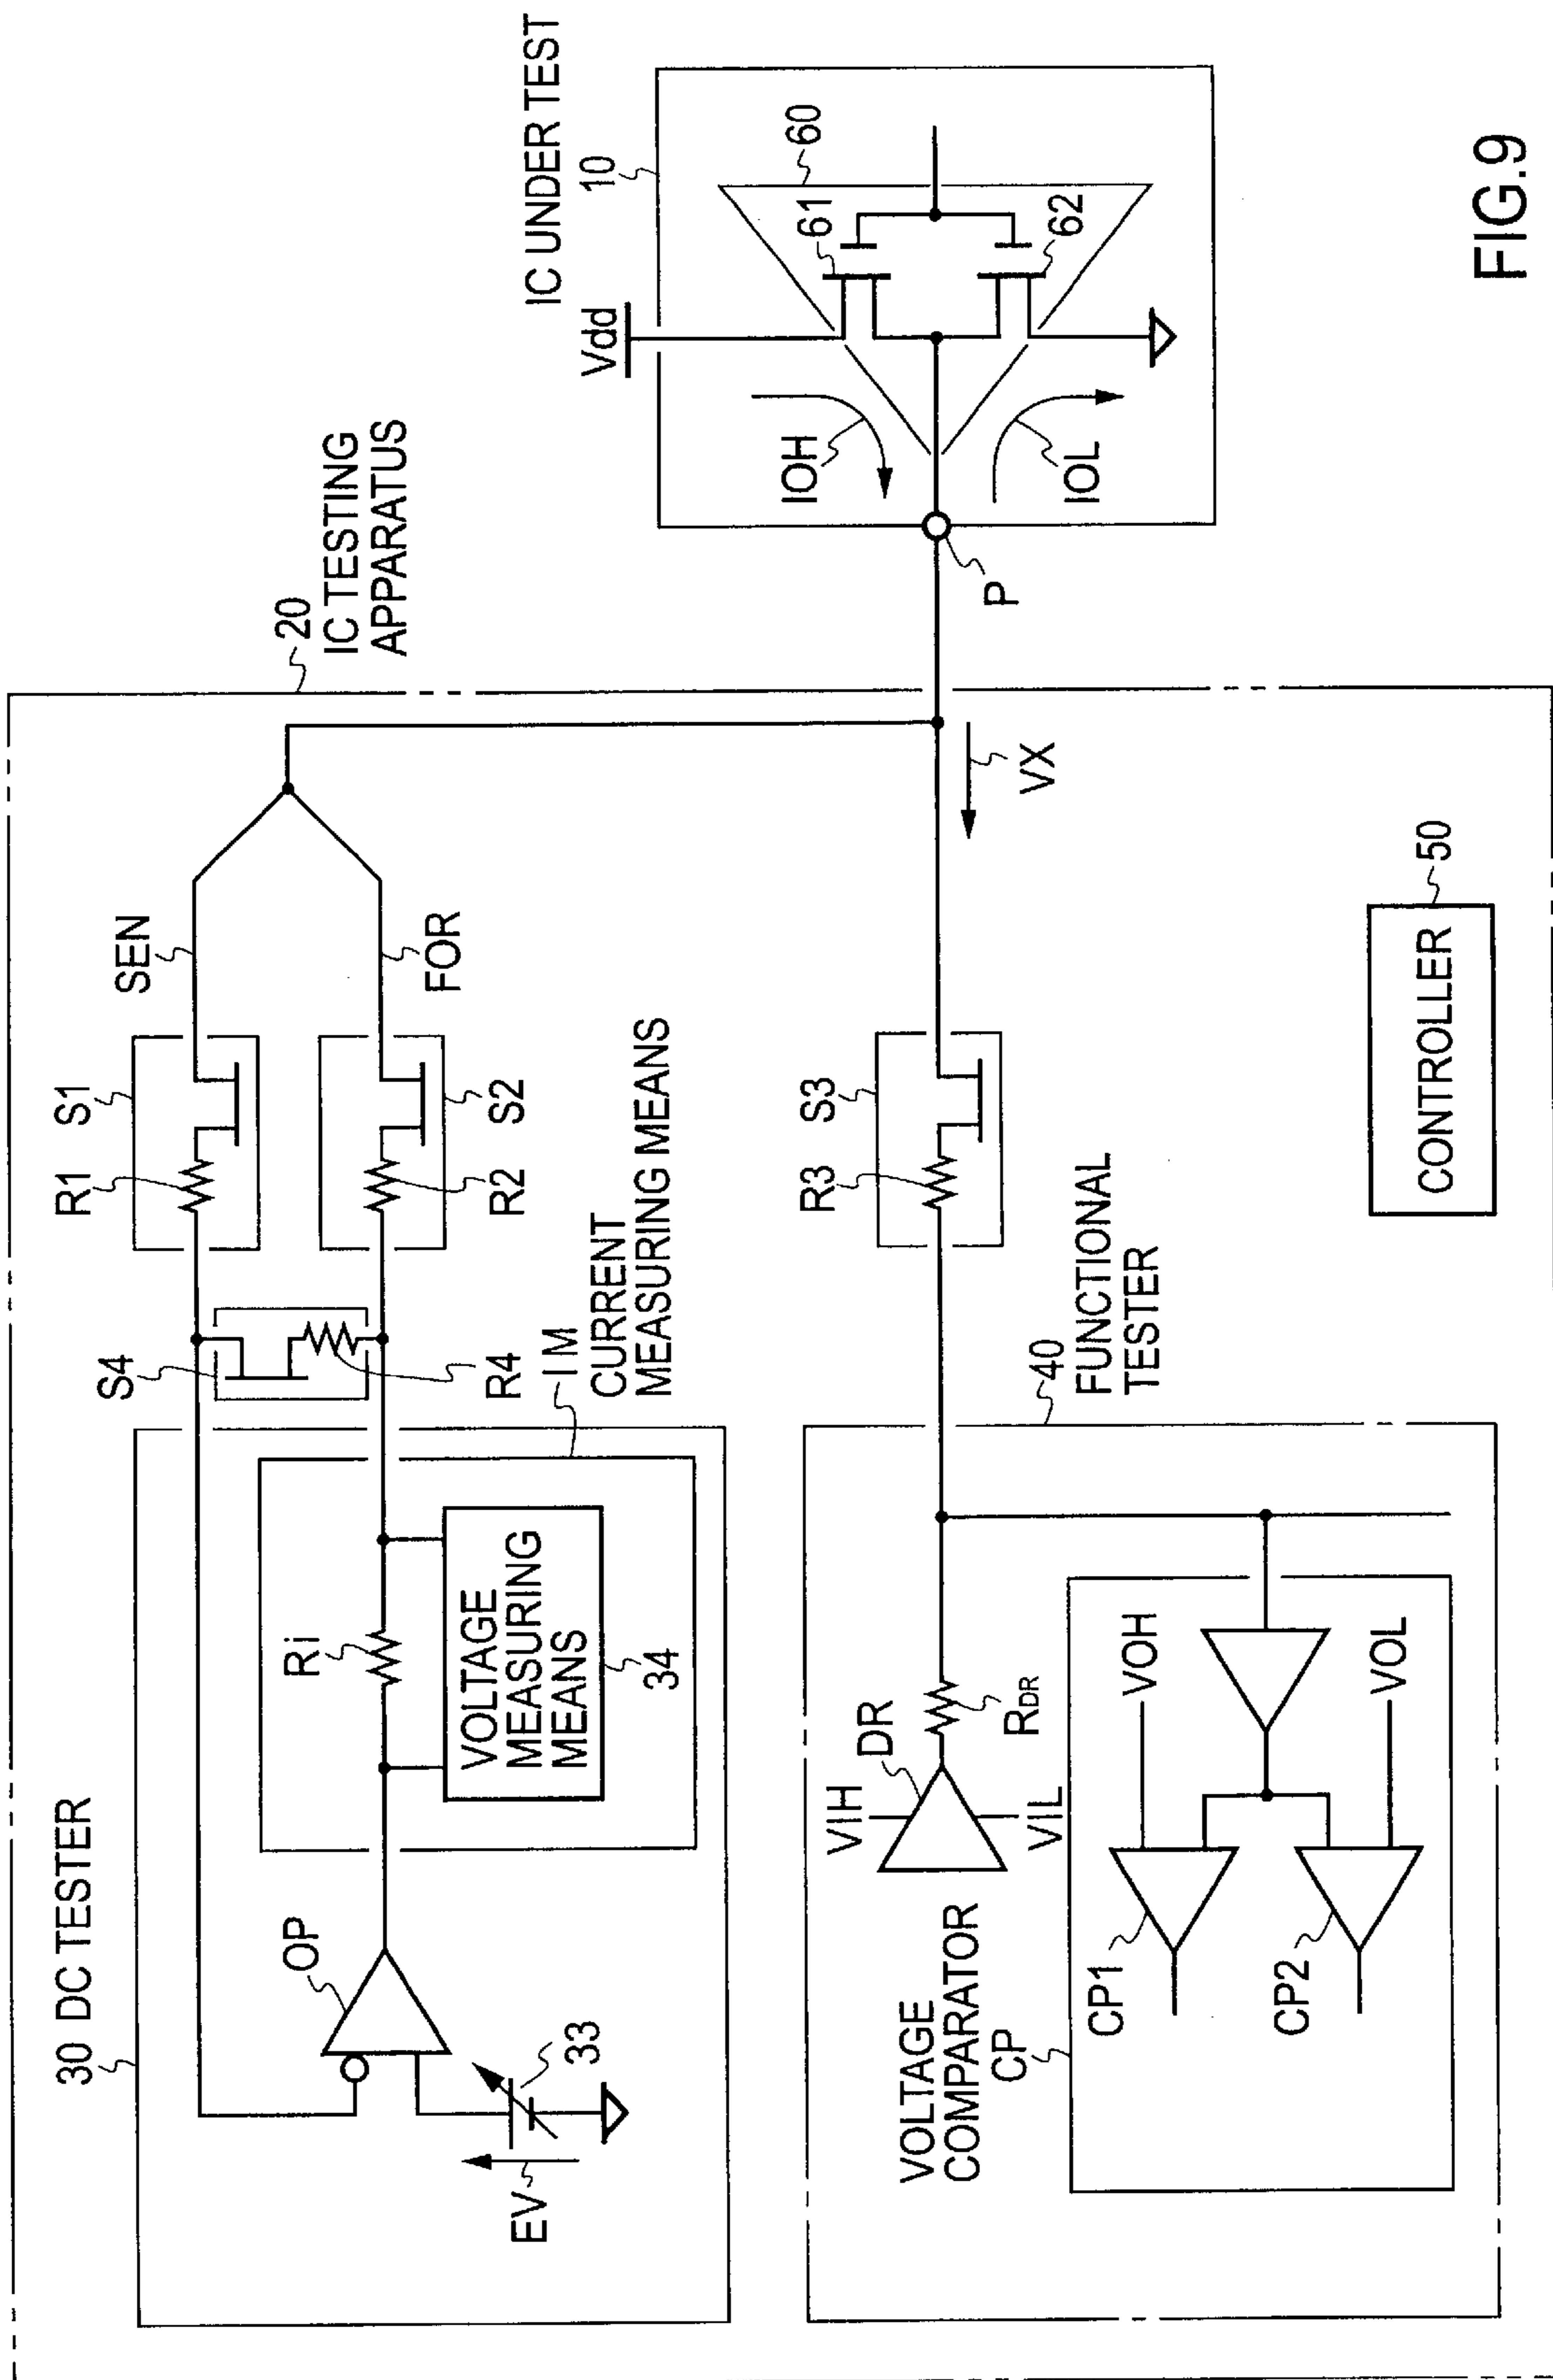 30 DC TESTER
20
IC TESTING
APPARATUS
IC UNDER TEST
10
Vdd
60
61
62
IOH
IOL
P
VX
SEN
FOR
S1
R1
S2
R2
S4
R4
IM
CURRENT
MEASURING MEANS
Ri
VOLTAGE
MEASURING
MEANS
34
OP
33
EV
S3
R3
40
FUNCTIONAL
TESTER
VIH
DR
RDR
VIL
VOLTAGE
COMPARATOR
CP
VOH
VOL
CP1
CP2
CONTROLLER
50
FIG.9